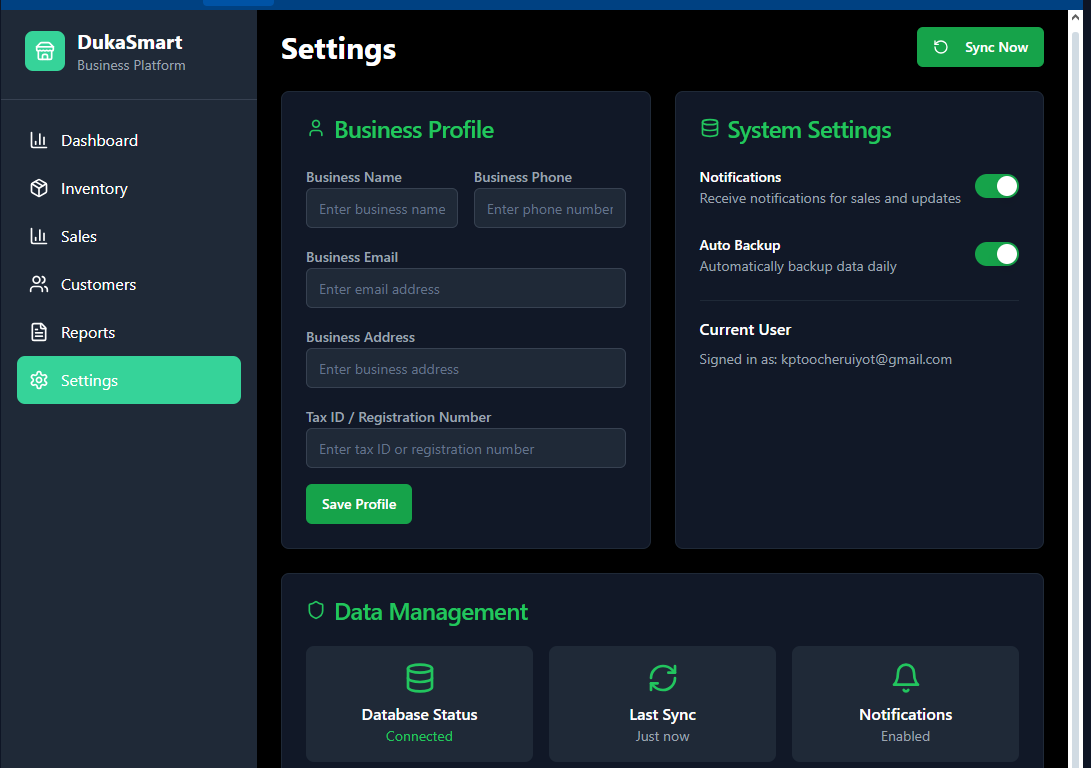 DukaSmart
Business Platform
Dashboard
Inventory
Sales
Customers
Reports
Settings
Settings
Sync Now
Business Profile
Business Name
Business Phone
Enter business name
Enter phone number
Business Email
Enter email address
Business Address
Enter business address
Tax ID / Registration Number
Enter tax ID or registration number
Save Profile
System Settings
Notifications
Receive notifications for sales and updates
Auto Backup
Automatically backup data daily
Current User
Signed in as: kptoocheruiyot@gmail.com
Data Management
Database Status
Connected
Last Sync
Just now
Notifications
Enabled